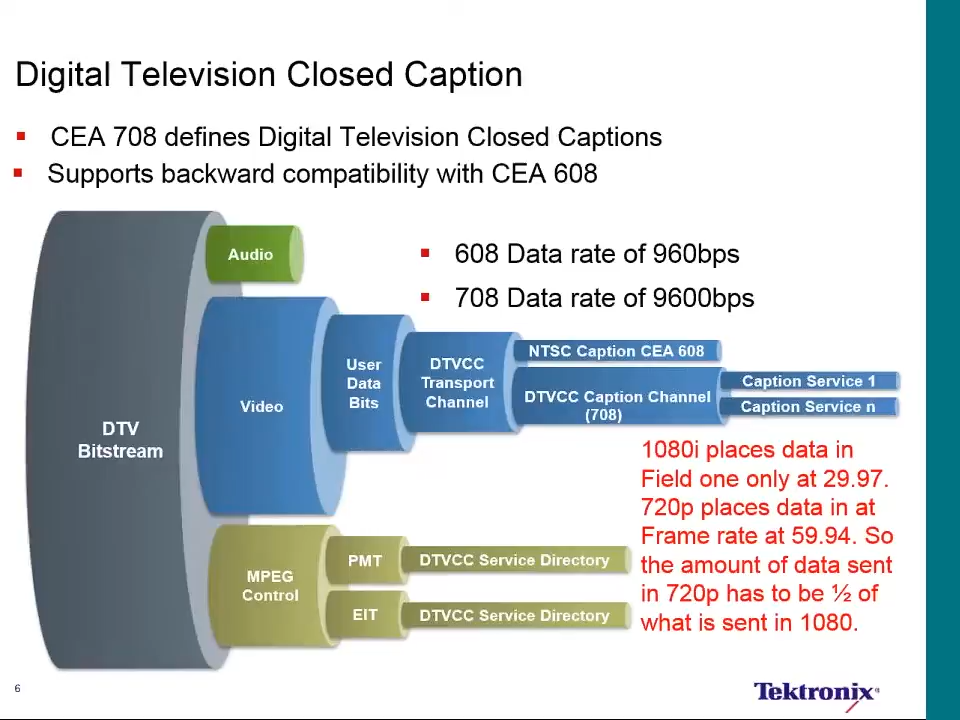 Digital Television Closed Caption
CEA 708 defines Digital Television Closed Captions
Supports backward compatibility with CEA 608
Audio
608 Data rate of 960bps
708 Data rate of 9600bps
DTV
Bitstream
Video
User
Data
Bits
DTVCC
Transport
Channel
NTSC Caption CEA 608
DTVCC Caption Channel
(708)
Caption Service 1
Caption Service n
1080i places data in
Field one only at 29.97.
720p places data in at
Frame rate at 59.94. So
the amount of data sent
in 720p has to be ½ of
what is sent in 1080.
MPEG
Control
PMT
DTVCC Service Directory
EIT
DTVCC Service Directory
6
Tektronix®